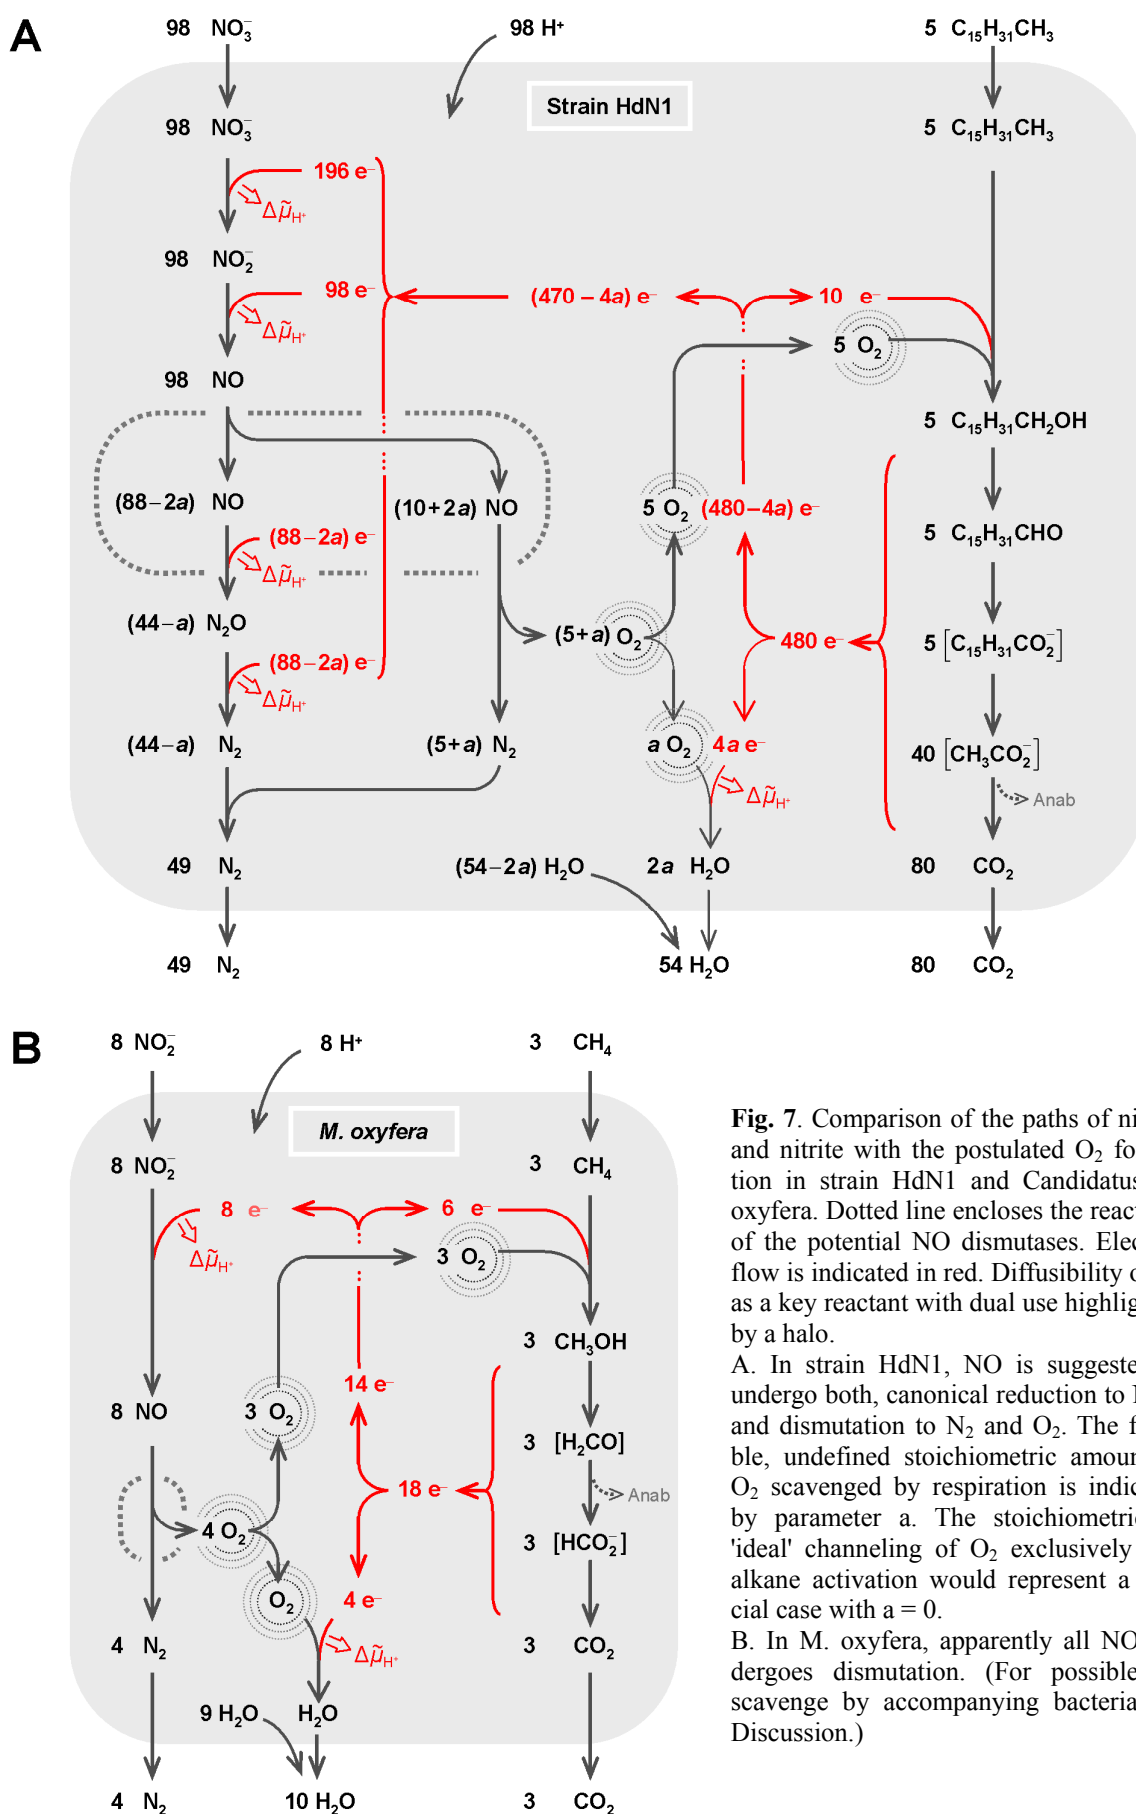 A
98 NO₃⁻ 98 H⁺ 5 C₁₅H₃₁CH₃
Strain HdN1
98 NO₃⁻ 5 C₁₅H₃₁CH₃
196 e⁻
Δμ̃H⁺
98 NO₂⁻
98 e⁻ (470 – 4a) e⁻ 10 e⁻
Δμ̃H⁺
5 O₂
98 NO
5 C₁₅H₃₁CH₂OH
(88–2a) NO (10+2a) NO 5 O₂ (480–4a) e⁻
(88–2a) e⁻ 5 C₁₅H₃₁CHO
Δμ̃H⁺
(44–a) N₂O (5+a) O₂ 480 e⁻ 5 [C₁₅H₃₁CO₂⁻]
(88–2a) e⁻
Δμ̃H⁺
(44–a) N₂ (5+a) N₂ a O₂ 4a e⁻ 40 [CH₃CO₂⁻]
Δμ̃H⁺ Anab
49 N₂ (54–2a) H₂O 2a H₂O 80 CO₂
49 N₂ 54 H₂O 80 CO₂
B
8 NO₂⁻ 8 H⁺ 3 CH₄
M. oxyfera
8 NO₂⁻ 3 CH₄
8 e⁻ 6 e⁻
Δμ̃H⁺ 3 O₂
3 CH₃OH
14 e⁻
8 NO 3 O₂
3 [H₂CO]
18 e⁻ Anab
4 O₂
3 [HCO₂⁻]
O₂ 4 e⁻
4 N₂ Δμ̃H⁺ 3 CO₂
9 H₂O H₂O
4 N₂ 10 H₂O 3 CO₂
Fig. 7. Comparison of the paths of ni
and nitrite with the postulated O₂ fo
tion in strain HdN1 and Candidatus
oxyfera. Dotted line encloses the reac
of the potential NO dismutases. Elec
flow is indicated in red. Diffusibility o
as a key reactant with dual use highlig
by a halo.
A. In strain HdN1, NO is suggeste
undergo both, canonical reduction to
and dismutation to N₂ and O₂. The f
ble, undefined stoichiometric amoun
O₂ scavenged by respiration is indic
by parameter a. The stoichiometric
'ideal' channeling of O₂ exclusively
alkane activation would represent a
cial case with a = 0.
B. In M. oxyfera, apparently all NO
dergoes dismutation. (For possible
scavenge by accompanying bacteria
Discussion.)